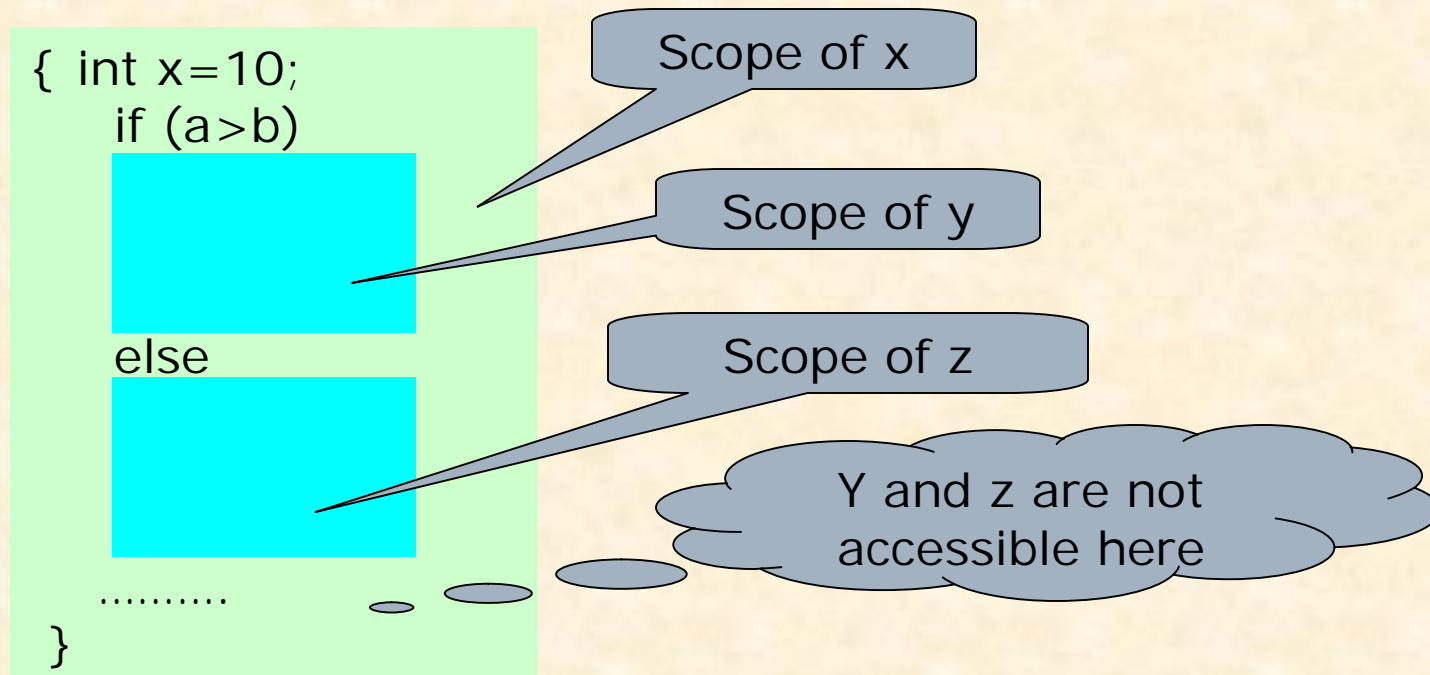 { int x=10;
if (a>b)
else
..........
}
Scope of x
Scope of y
Scope of z
Y and z are not
accessible here